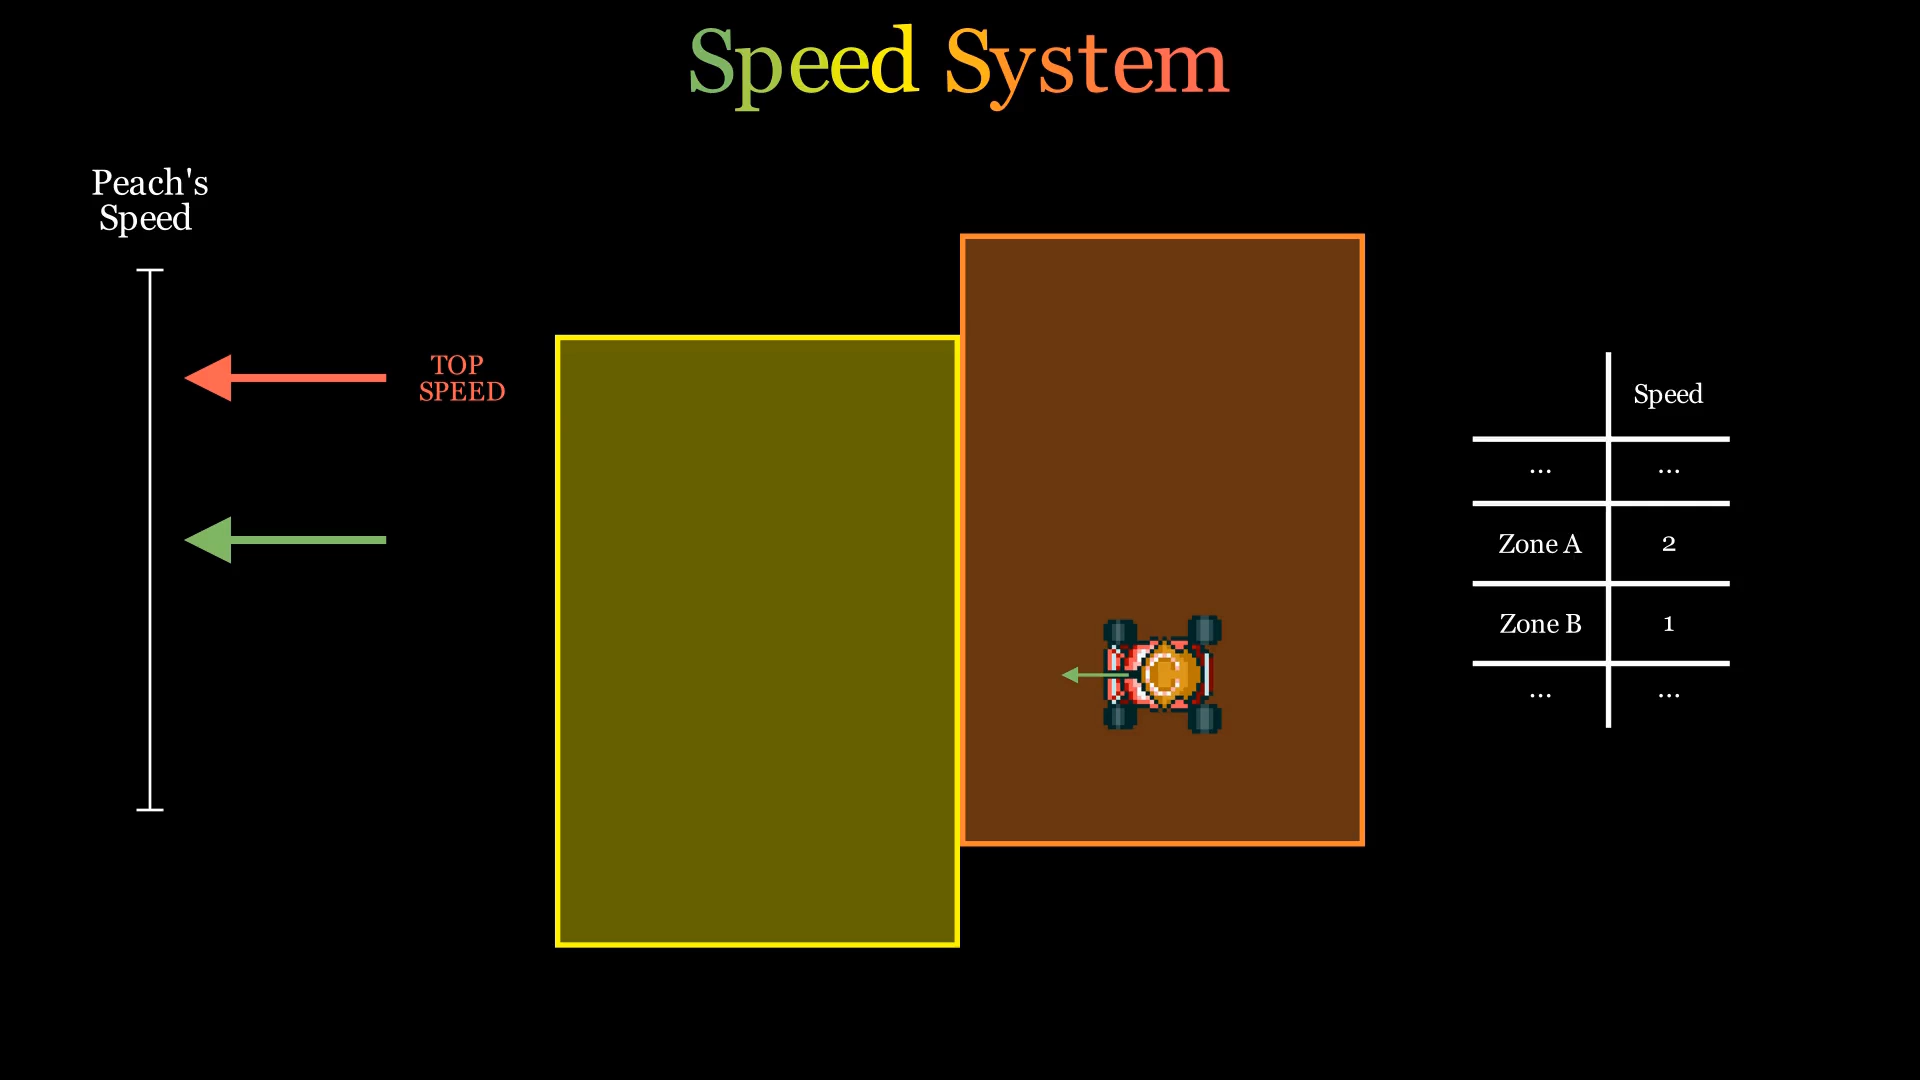 Speed System
Peach's
Speed
TOP
SPEED
Speed
... ...
Zone A 2
Zone B 1
... ...